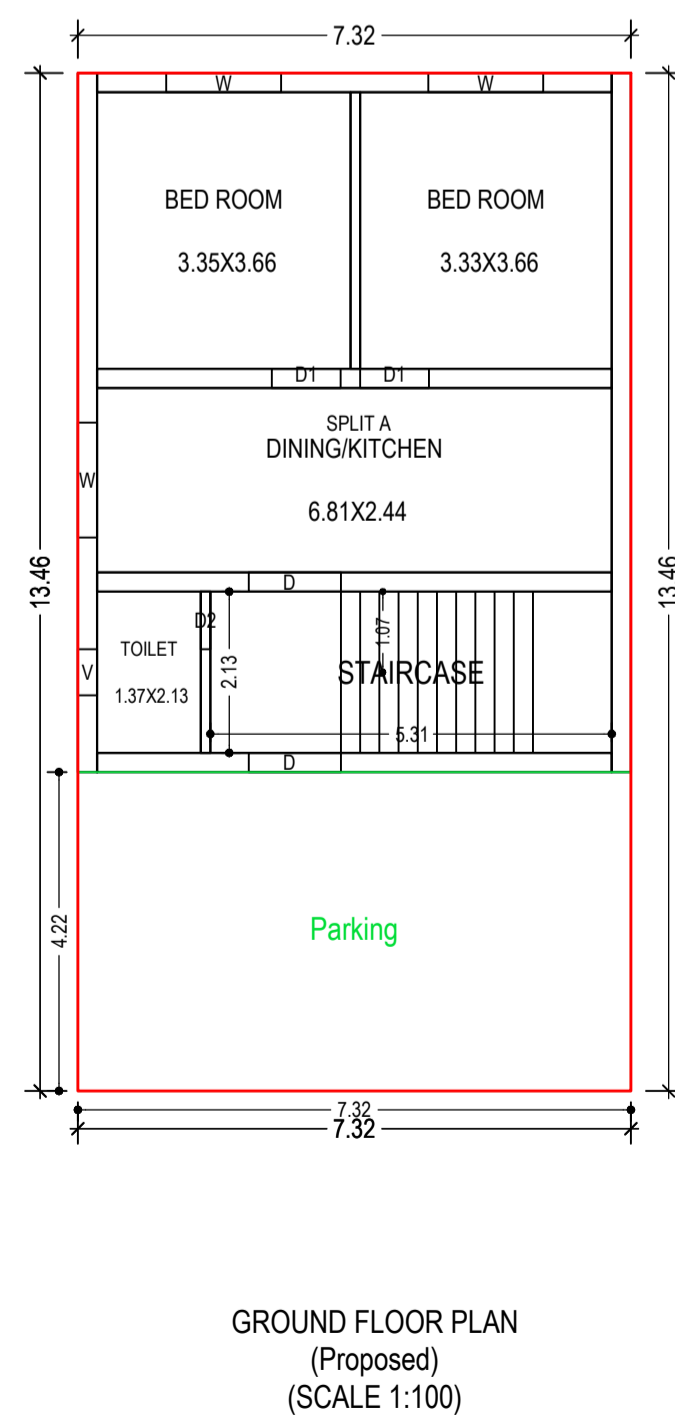 7.32
W W
BED ROOM BED ROOM
3.35X3.66 3.33X3.66
D1 D1
SPLIT A
DINING/KITCHEN
W
6.81X2.44
13.46 13.46
D
D2
1.07
TOILET
2.13
STAIRCASE
V
1.37X2.13
5.31
D
Parking
4.22
7.32
7.32
GROUND FLOOR PLAN
(Proposed)
(SCALE 1:100)